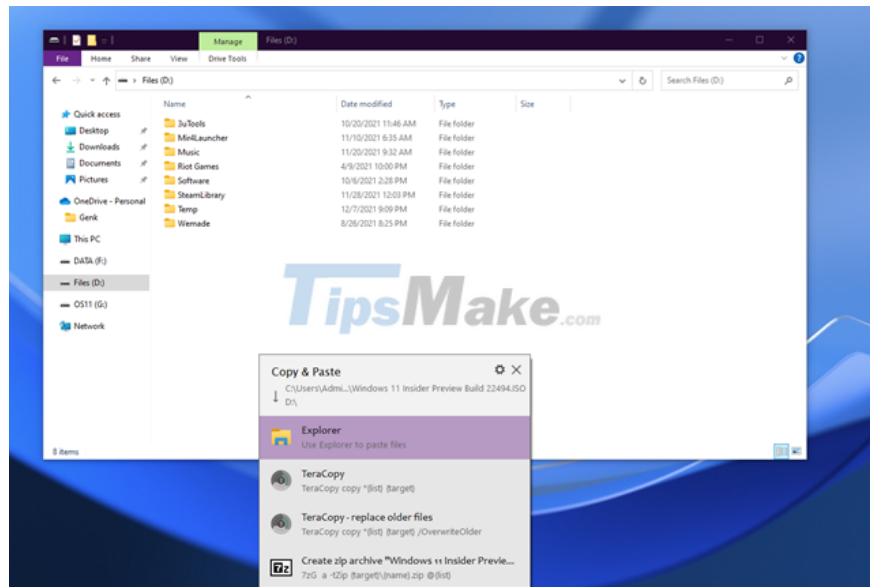 Manage Files (D:)
File Home Share View Drive Tools
Files (D:) Search Files (D:)
Name Date modified Type Size
Quick access
Desktop
Downloads
Documents
Pictures
OneDrive - Personal
Genk
This PC
DATA (F:)
Files (D:)
OS11 (G:)
Network
3uTools 10/20/2021 11:46 AM File folder
Min4Launcher 11/10/2021 6:35 AM File folder
Music 11/20/2021 9:32 AM File folder
Riot Games 4/9/2021 10:00 PM File folder
Software 10/6/2021 2:28 PM File folder
SteamLibrary 11/28/2021 12:03 PM File folder
Temp 12/7/2021 9:09 PM File folder
Wemade 8/26/2021 8:25 PM File folder
TipsMake.com
8 items
Copy & Paste
C:\Users\Admi...\Windows 11 Insider Preview Build 22494.ISO
D:\
Explorer
Use Explorer to paste files
TeraCopy
TeraCopy copy *{list} {target}
TeraCopy - replace older files
TeraCopy copy *{list} {target} /OverwriteOlder
7z
Create zip archive "Windows 11 Insider Previe...
7zG a -tZip {target}\{name}.zip @{list}